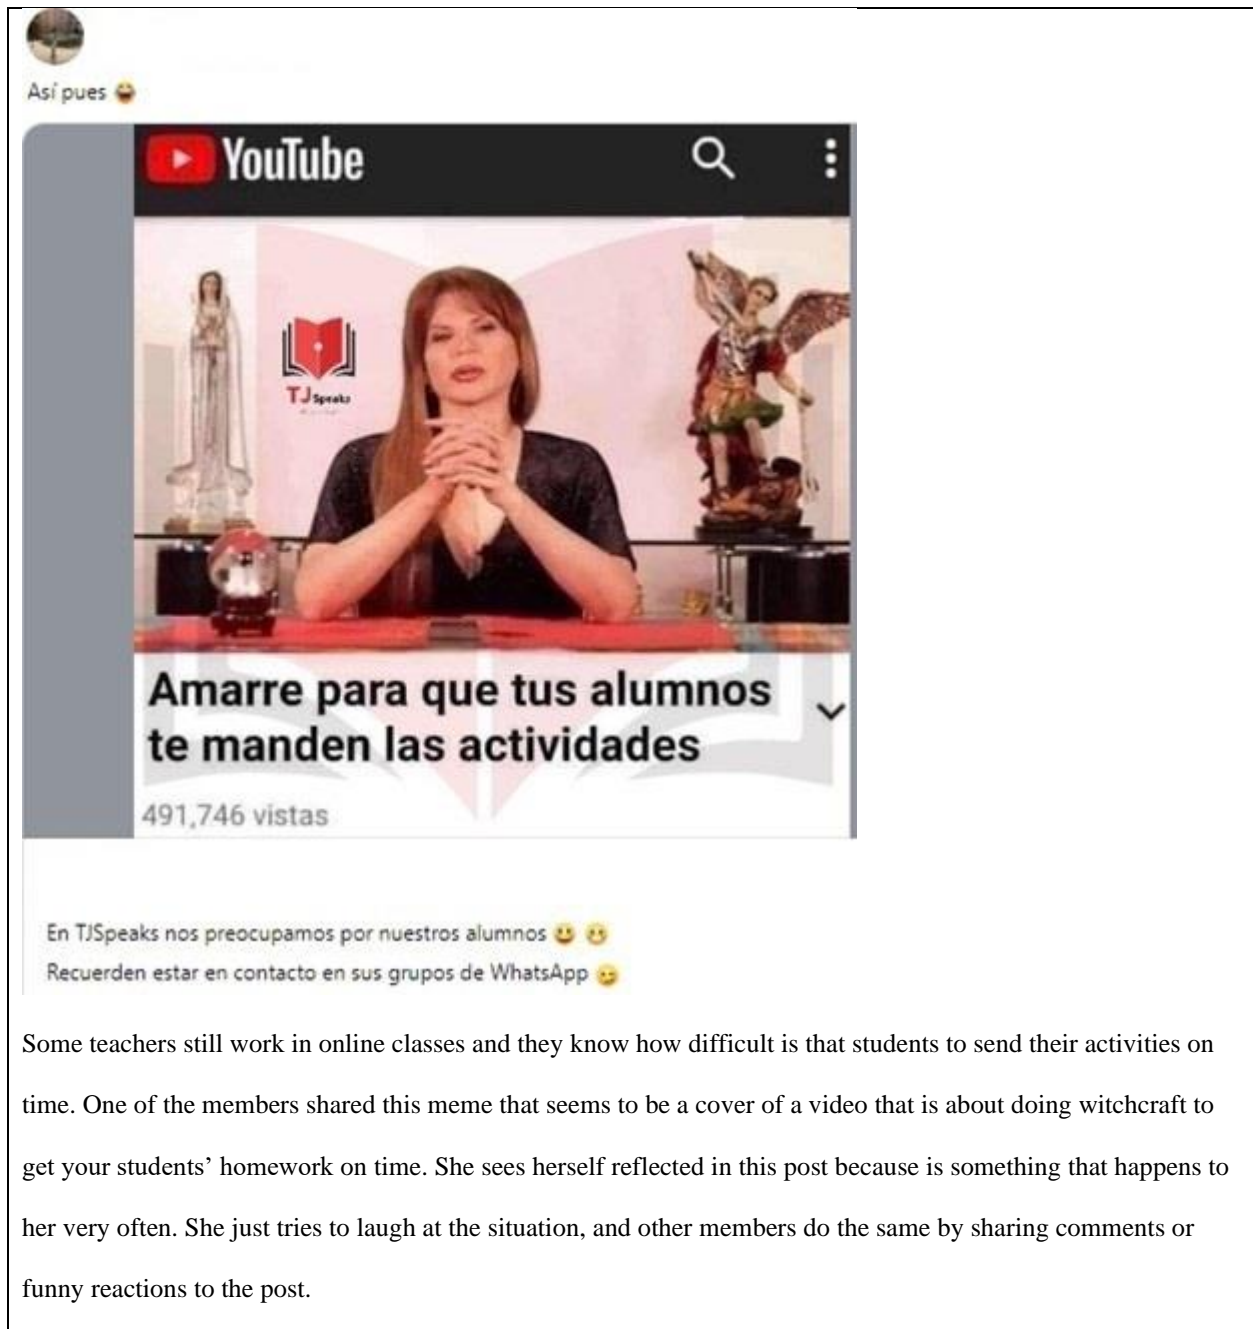 Así pues
YouTube
TJ Speaks
Amarre para que tus alumnos
te manden las actividades
491,746 vistas
En TJSpeaks nos preocupamos por nuestros alumnos
Recuerden estar en contacto en sus grupos de WhatsApp
Some teachers still work in online classes and they know how difficult is that students to send their activities on
time. One of the members shared this meme that seems to be a cover of a video that is about doing witchcraft to
get your students’ homework on time. She sees herself reflected in this post because is something that happens to
her very often. She just tries to laugh at the situation, and other members do the same by sharing comments or
funny reactions to the post.